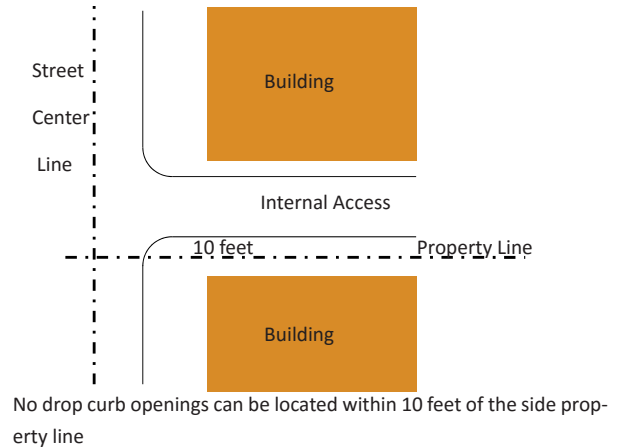 Street
Center
Line
Building
Internal Access
10 feet
Property Line
Building
No drop curb openings can be located within 10 feet of the side prop-
erty line